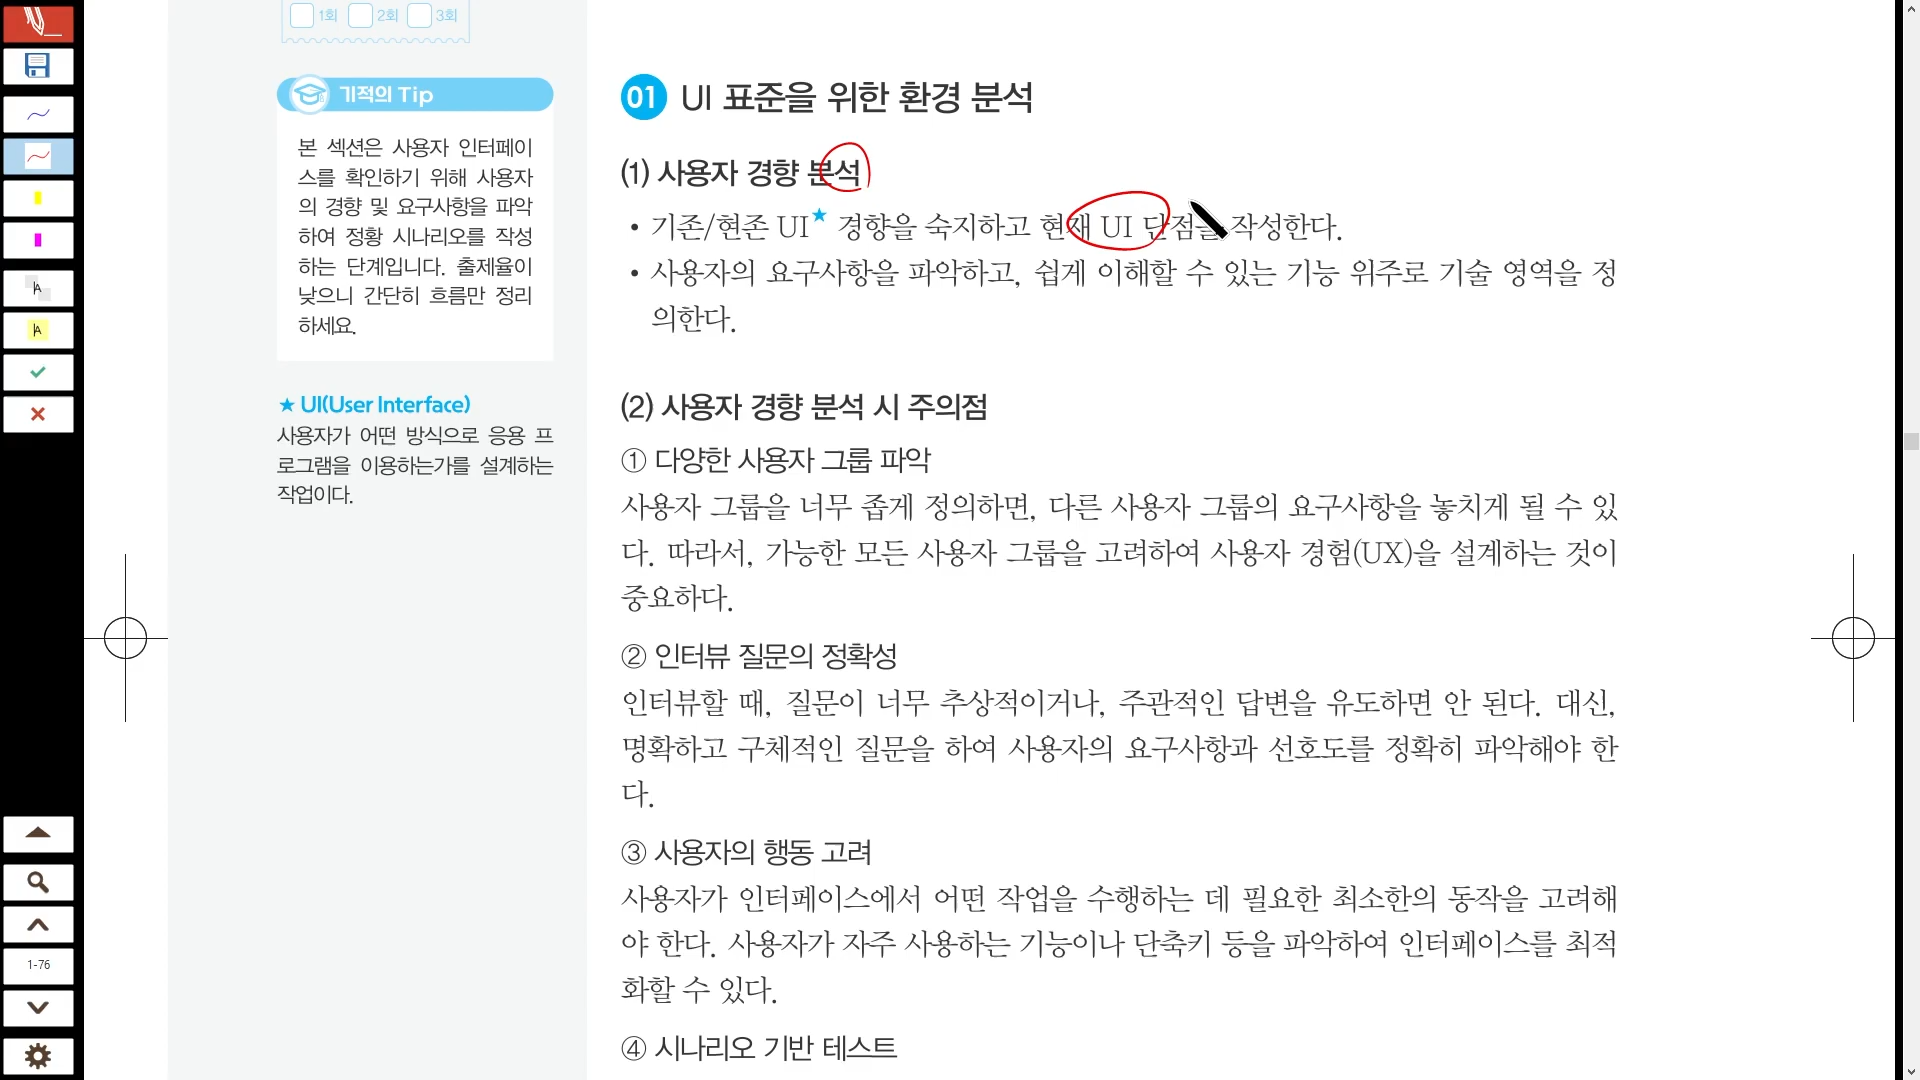 1회 2회 3회
기적의 Tip
본 섹션은 사용자 인터페이
스를 확인하기 위해 사용자
의 경향 및 요구사항을 파악
하여 정황 시나리오를 작성
하는 단계입니다. 출제율이
낮으니 간단히 흐름만 정리
하세요.
★ UI(User Interface)
사용자가 어떤 방식으로 응용 프
로그램을 이용하는가를 설계하는
작업이다.
01 UI 표준을 위한 환경 분석
(1) 사용자 경향 분석
• 기존/현존 UI★ 경향을 숙지하고 현재 UI 단점을 작성한다.
• 사용자의 요구사항을 파악하고, 쉽게 이해할 수 있는 기능 위주로 기술 영역을 정
의한다.
(2) 사용자 경향 분석 시 주의점
① 다양한 사용자 그룹 파악
사용자 그룹을 너무 좁게 정의하면, 다른 사용자 그룹의 요구사항을 놓치게 될 수 있
다. 따라서, 가능한 모든 사용자 그룹을 고려하여 사용자 경험(UX)을 설계하는 것이
중요하다.
② 인터뷰 질문의 정확성
인터뷰할 때, 질문이 너무 추상적이거나, 주관적인 답변을 유도하면 안 된다. 대신,
명확하고 구체적인 질문을 하여 사용자의 요구사항과 선호도를 정확히 파악해야 한
다.
③ 사용자의 행동 고려
사용자가 인터페이스에서 어떤 작업을 수행하는 데 필요한 최소한의 동작을 고려해
야 한다. 사용자가 자주 사용하는 기능이나 단축키 등을 파악하여 인터페이스를 최적
화할 수 있다.
④ 시나리오 기반 테스트
A
A
1-76